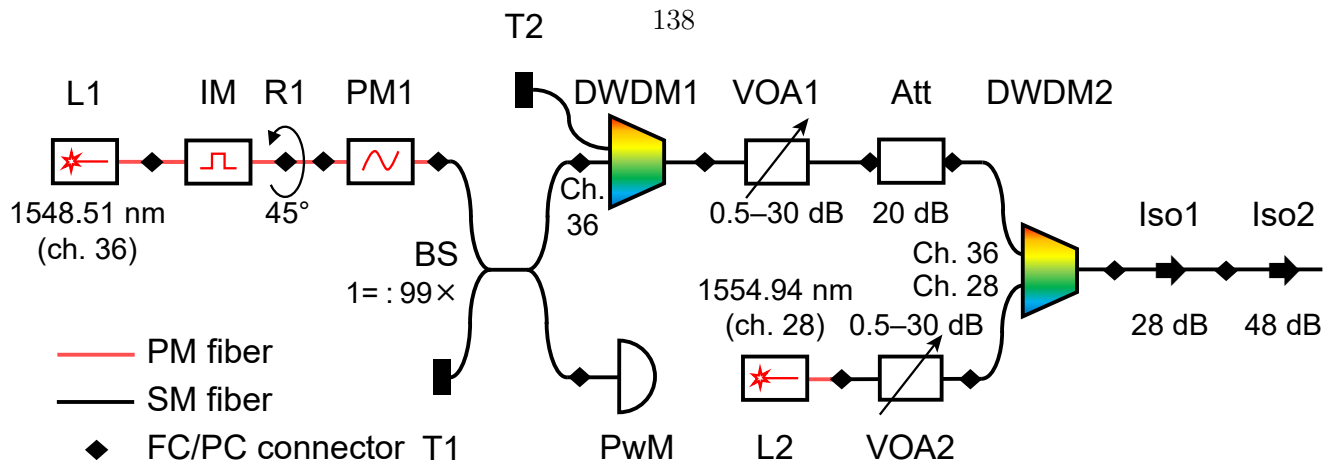 138
T2
L1 IM R1 PM1 DWDM1 VOA1 Att DWDM2
1548.51 nm
(ch. 36)
45°
Ch.
36
0.5–30 dB
20 dB
BS
1= : 99×
Ch. 36
Ch. 28
Iso1 Iso2
1554.94 nm
(ch. 28)
0.5–30 dB
28 dB 48 dB
PM fiber
SM fiber
FC/PC connector
T1 PwM L2 VOA2